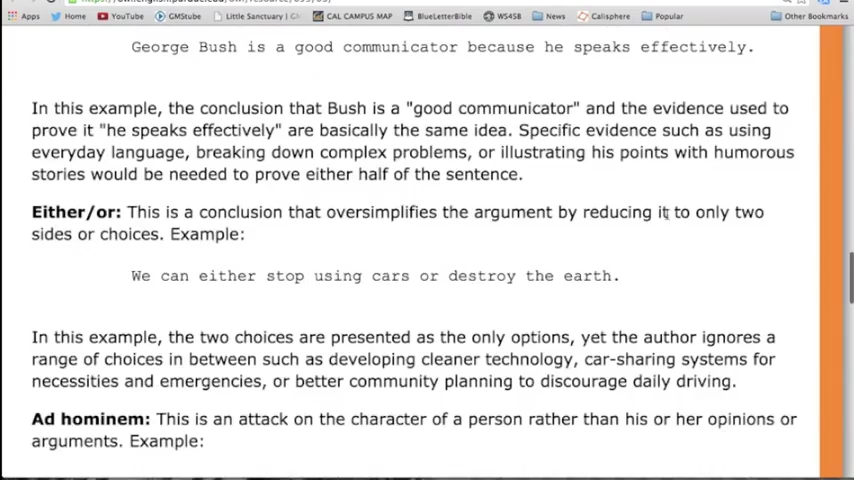 Apps Home YouTube GMStube Little Sanctuary | G CAL CAMPUS MAP BlueLetterBible WS4SB News Calisphere Popular Other Bookmarks
George Bush is a good communicator because he speaks effectively.
In this example, the conclusion that Bush is a "good communicator" and the evidence used to
prove it "he speaks effectively" are basically the same idea. Specific evidence such as using
everyday language, breaking down complex problems, or illustrating his points with humorous
stories would be needed to prove either half of the sentence.
Either/or: This is a conclusion that oversimplifies the argument by reducing it to only two
sides or choices. Example:
We can either stop using cars or destroy the earth.
In this example, the two choices are presented as the only options, yet the author ignores a
range of choices in between such as developing cleaner technology, car-sharing systems for
necessities and emergencies, or better community planning to discourage daily driving.
Ad hominem: This is an attack on the character of a person rather than his or her opinions or
arguments. Example: